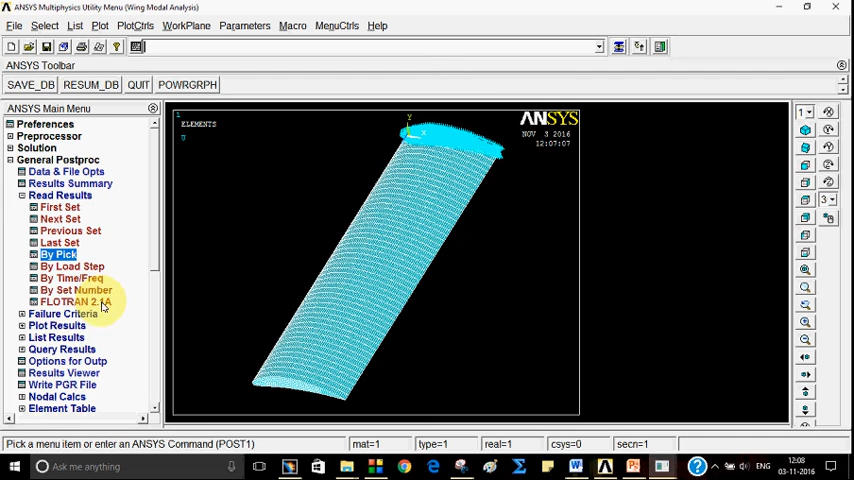 ANSYS Multiphysics Utility Menu (Wing Modal Analysis)
File Select List Plot PlotCtrls WorkPlane Parameters Macro MenuCtrls Help
ANSYS Toolbar
SAVE_DB RESUM_DB QUIT POWRGRPH
ANSYS Main Menu
Preferences
Preprocessor
Solution
General Postproc
Data & File Opts
Results Summary
Read Results
First Set
Next Set
Previous Set
Last Set
By Pick
By Load Step
By Time/Freq
By Set Number
FLOTRAN 2.1A
Failure Criteria
Plot Results
List Results
Query Results
Options for Outp
Results Viewer
Write PGR File
Nodal Calcs
Element Table
1
ELEMENTS
U
Y
X
ANSYS
NOV 3 2016
12:07:07
1
3
Pick a menu item or enter an ANSYS Command (POST1) mat=1 type=1 real=1 csys=0 secn=1
Ask me anything
ENG
12:08
03-11-2016